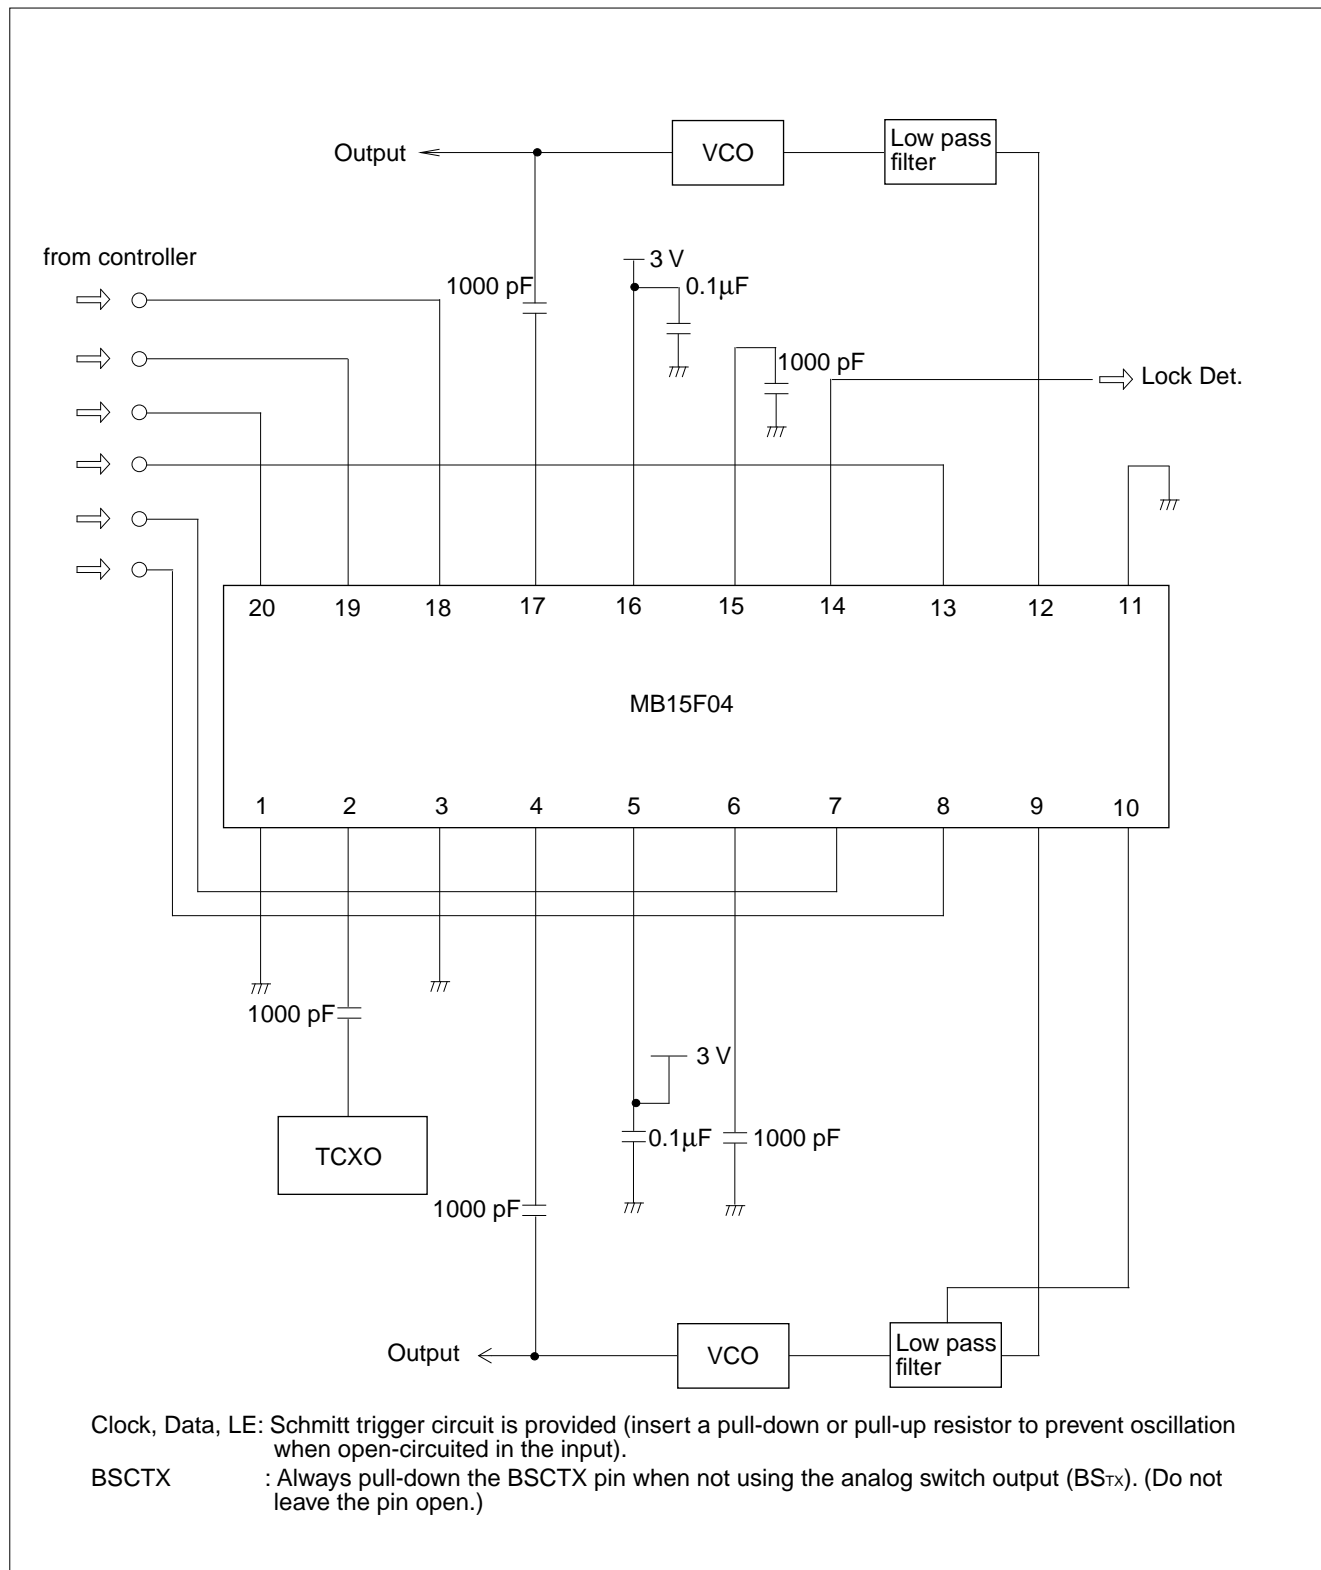 Output
VCO
Low pass
filter
from controller
3 V
1000 pF
0.1μF
1000 pF
Lock Det.
20 19 18 17 16 15 14 13 12 11
MB15F04
1 2 3 4 5 6 7 8 9 10
1000 pF
3 V
0.1μF
1000 pF
TCXO
1000 pF
Output
VCO
Low pass
filter
Clock, Data, LE: Schmitt trigger circuit is provided (insert a pull-down or pull-up resistor to prevent oscillation
when open-circuited in the input).
BSCTX : Always pull-down the BSCTX pin when not using the analog switch output (BSTX). (Do not
leave the pin open.)